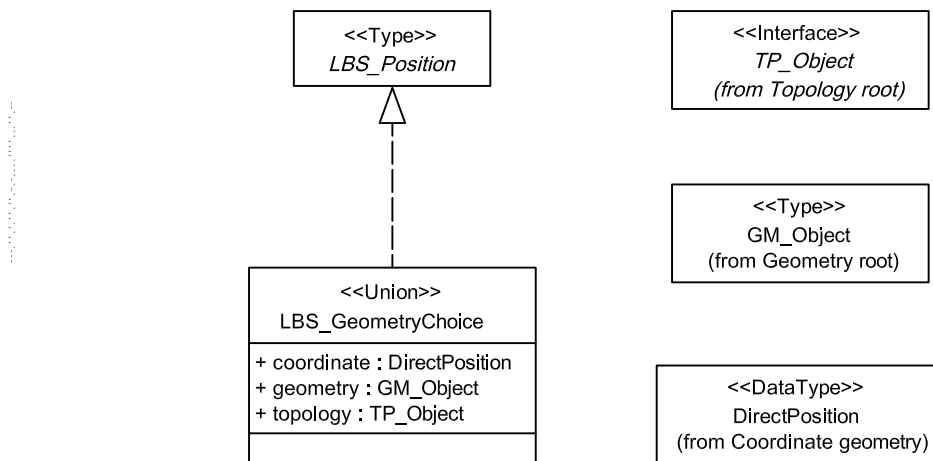 <<Type>>
LBS_Position
<<Interface>>
TP_Object
(from Topology root)
<<Type>>
GM_Object
(from Geometry root)
<<Union>>
LBS_GeometryChoice
+ coordinate : DirectPosition
+ geometry : GM_Object
+ topology : TP_Object
<<DataType>>
DirectPosition
(from Coordinate geometry)